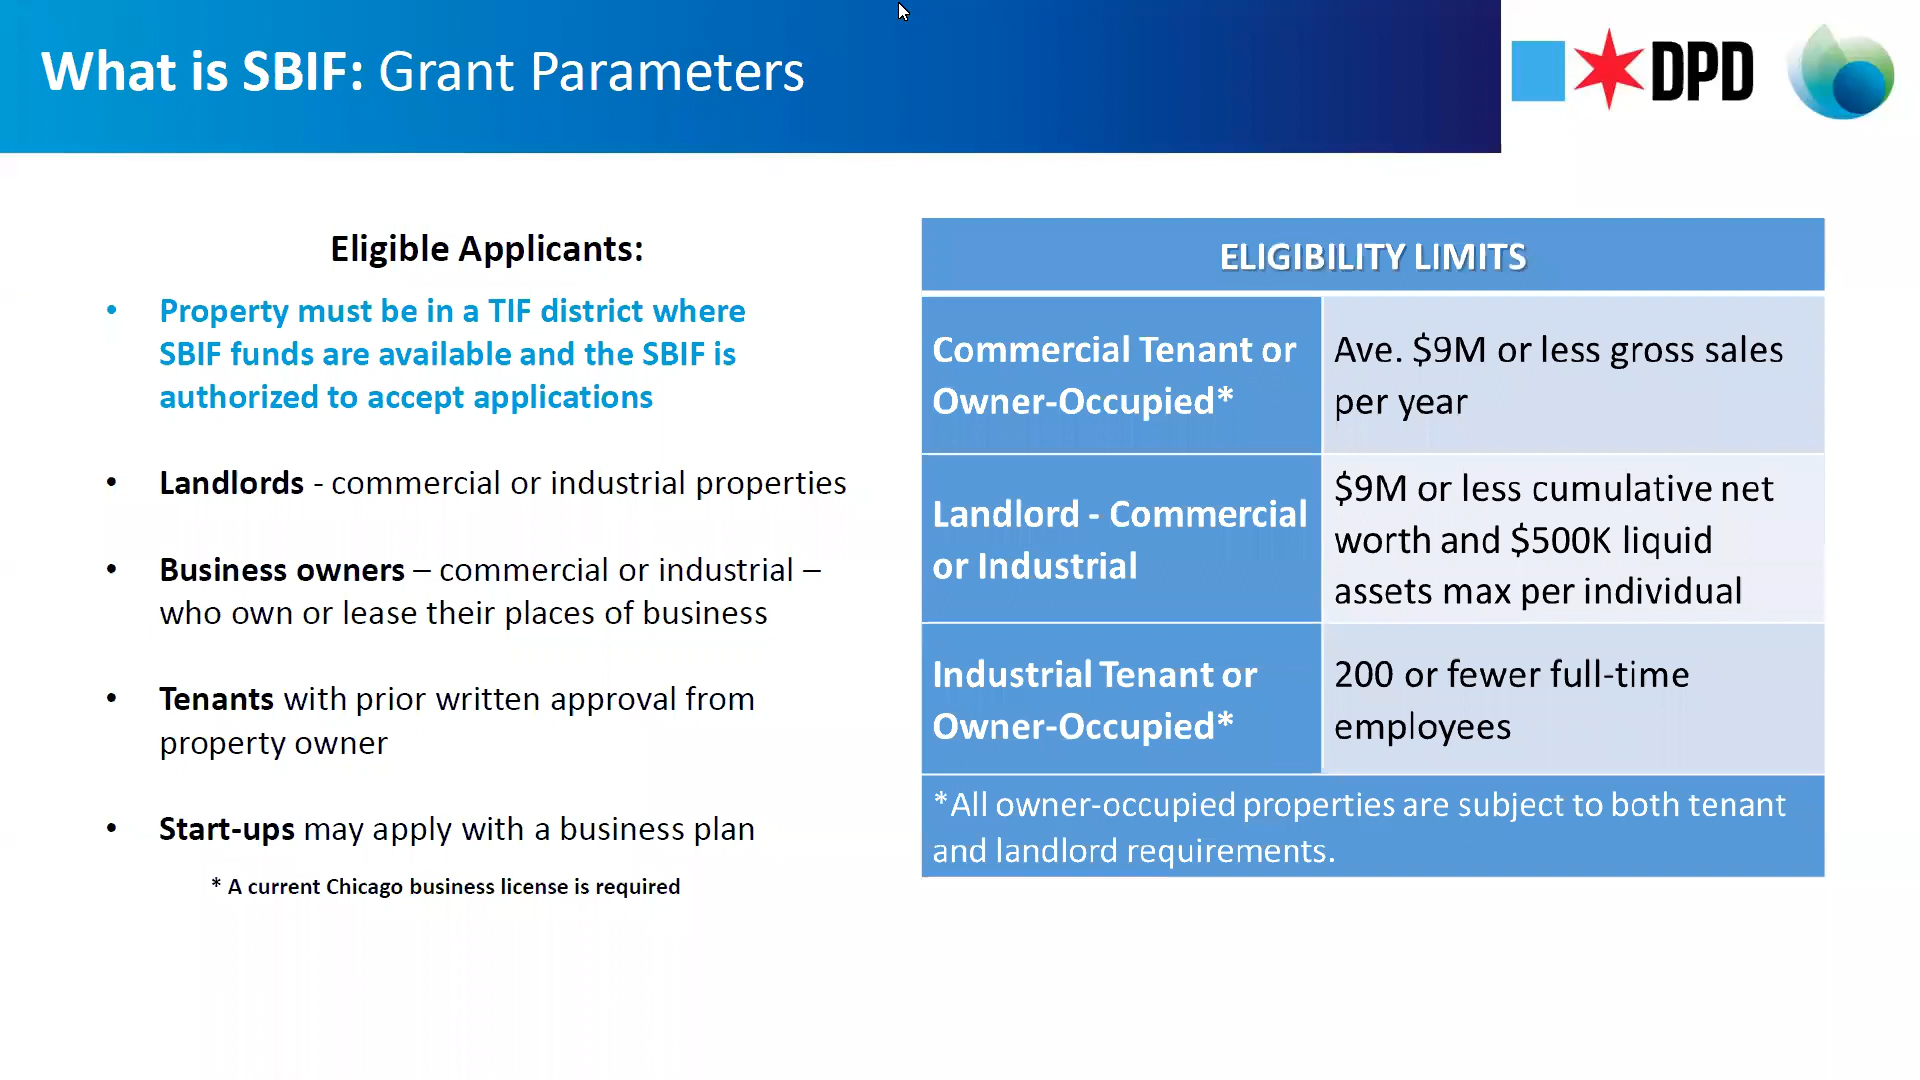 What is SBIF: Grant Parameters
DPD
Eligible Applicants:
• Property must be in a TIF district where
SBIF funds are available and the SBIF is
authorized to accept applications
• Landlords - commercial or industrial properties
• Business owners – commercial or industrial –
who own or lease their places of business
• Tenants with prior written approval from
property owner
• Start-ups may apply with a business plan
* A current Chicago business license is required
ELIGIBILITY LIMITS
Commercial Tenant or
Owner-Occupied*
Ave. $9M or less gross sales
per year
Landlord - Commercial
or Industrial
$9M or less cumulative net
worth and $500K liquid
assets max per individual
Industrial Tenant or
Owner-Occupied*
200 or fewer full-time
employees
*All owner-occupied properties are subject to both tenant
and landlord requirements.